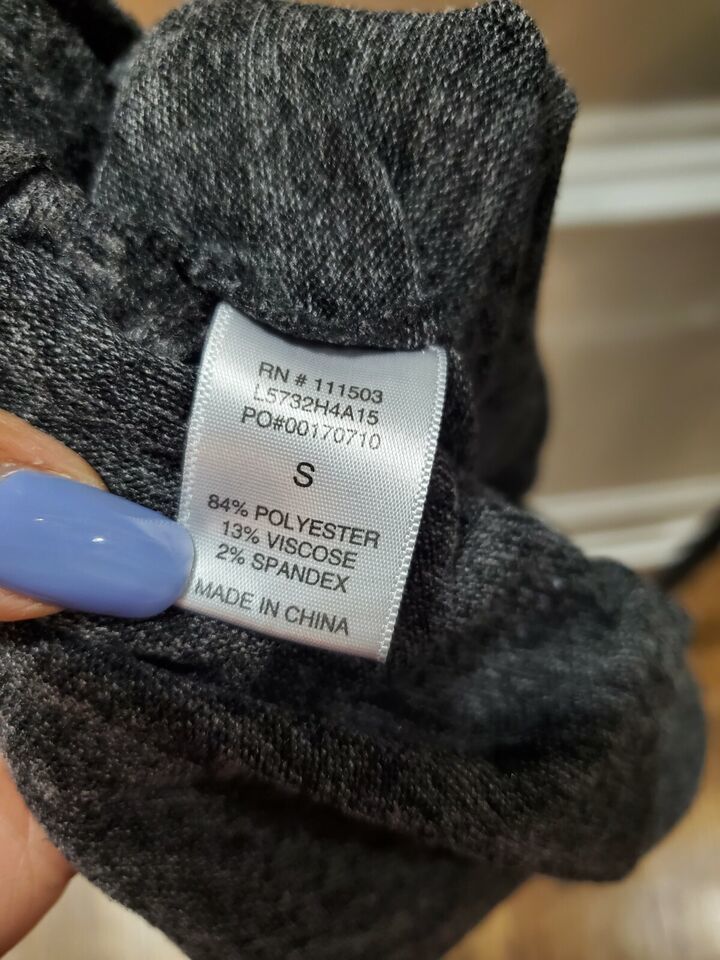 RN # 111503
L5732H4A15
PO#00170710
S
84% POLYESTER
13% VISCOSE
2% SPANDEX
MADE IN CHINA